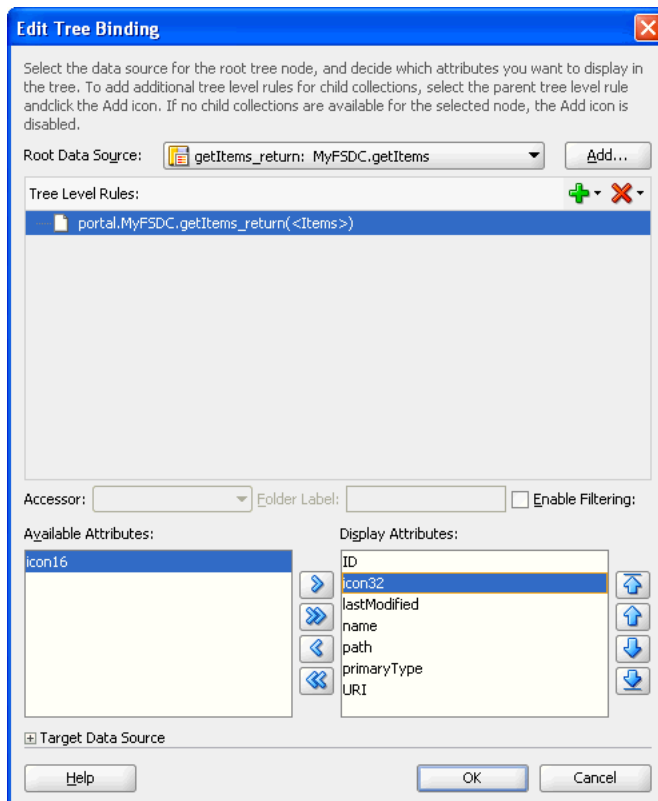 Edit Tree Binding
Select the data source for the root tree node, and decide which attributes you want to display in
the tree. To add additional tree level rules for child collections, select the parent tree level rule
andclick the Add icon. If no child collections are available for the selected node, the Add icon is
disabled.
Root Data Source: getItems_return: MyFSDC.getItems Add...
Tree Level Rules:
portal.MyFSDC.getItems_return(<Items>)
Accessor: Folder Label: Enable Filtering:
Available Attributes: Display Attributes:
icon16
ID
icon32
lastModified
name
path
primaryType
URI
Target Data Source
Help OK Cancel